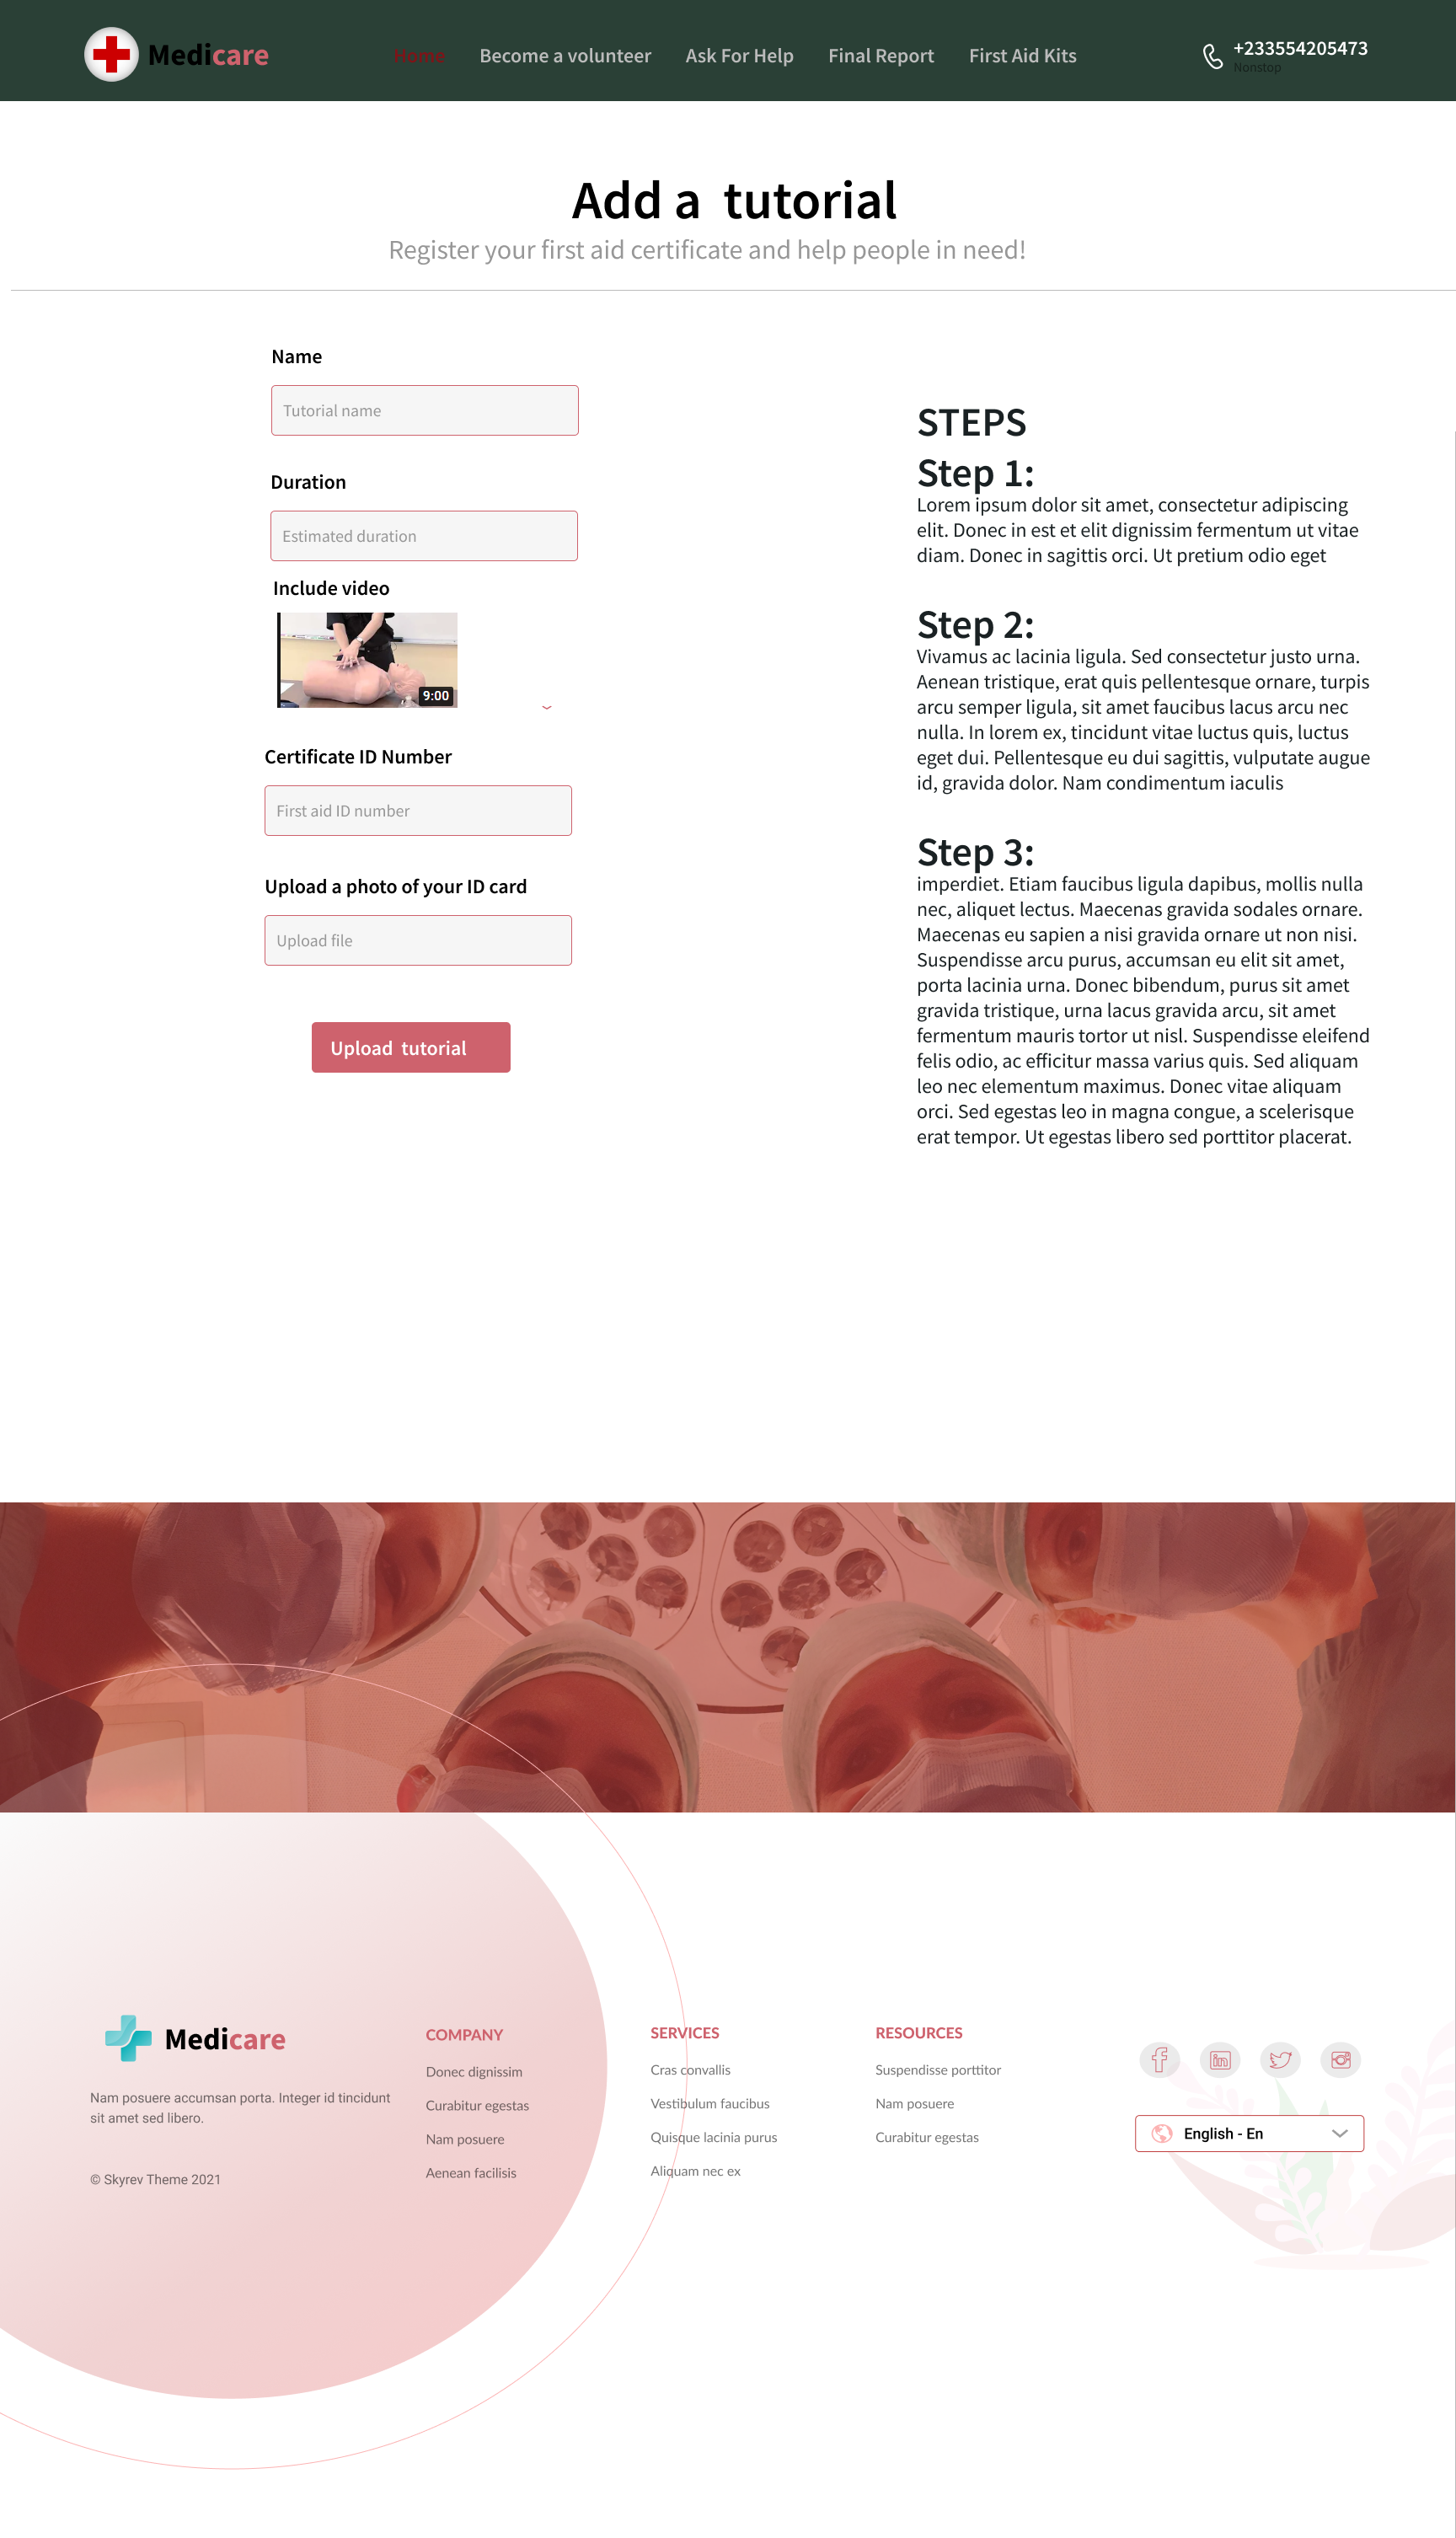 Medicare
Home
Become a volunteer
Ask For Help
Final Report
First Aid Kits
+233554205473
Nonstop
Add a tutorial
Register your first aid certificate and help people in need!
Name
Tutorial name
Duration
Estimated duration
Include video
9:00
Certificate ID Number
First aid ID number
Upload a photo of your ID card
Upload file
Upload tutorial
STEPS
Step 1:
Lorem ipsum dolor sit amet, consectetur adipiscing
elit. Donec in est et elit dignissim fermentum ut vitae
diam. Donec in sagittis orci. Ut pretium odio eget
Step 2:
Vivamus ac lacinia ligula. Sed consectetur justo urna.
Aenean tristique, erat quis pellentesque ornare, turpis
arcu semper ligula, sit amet faucibus lacus arcu nec
nulla. In lorem ex, tincidunt vitae luctus quis, luctus
eget dui. Pellentesque eu dui sagittis, vulputate augue
id, gravida dolor. Nam condimentum iaculis
Step 3:
imperdiet. Etiam faucibus ligula dapibus, mollis nulla
nec, aliquet lectus. Maecenas gravida sodales ornare.
Maecenas eu sapien a nisi gravida ornare ut non nisi.
Suspendisse arcu purus, accumsan eu elit sit amet,
porta lacinia urna. Donec bibendum, purus sit amet
gravida tristique, urna lacus gravida arcu, sit amet
fermentum mauris tortor ut nisl. Suspendisse eleifend
felis odio, ac efficitur massa varius quis. Sed aliquam
leo nec elementum maximus. Donec vitae aliquam
orci. Sed egestas leo in magna congue, a scelerisque
erat tempor. Ut egestas libero sed porttitor placerat.
Medicare
Nam posuere accumsan porta. Integer id tincidunt
sit amet sed libero.
© Skyrev Theme 2021
COMPANY
Donec dignissim
Curabitur egestas
Nam posuere
Aenean facilisis
SERVICES
Cras convallis
Vestibulum faucibus
Quisque lacinia purus
Aliquam nec ex
RESOURCES
Suspendisse porttitor
Nam posuere
Curabitur egestas
English - En